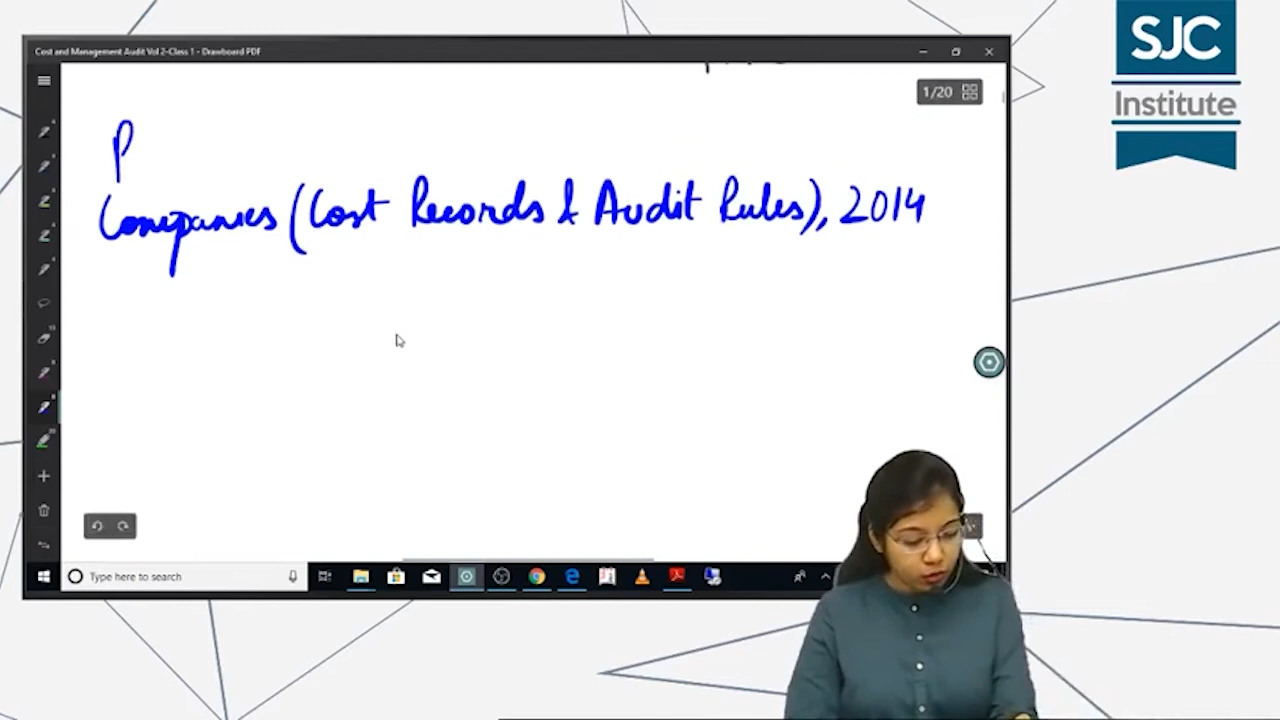 SJC
Institute
Cost and Management Audit Vol 2-Class 1 - Drawboard PDF
1/20
P
Companies (Cost Records & Audit Rules), 2014
Type here to search